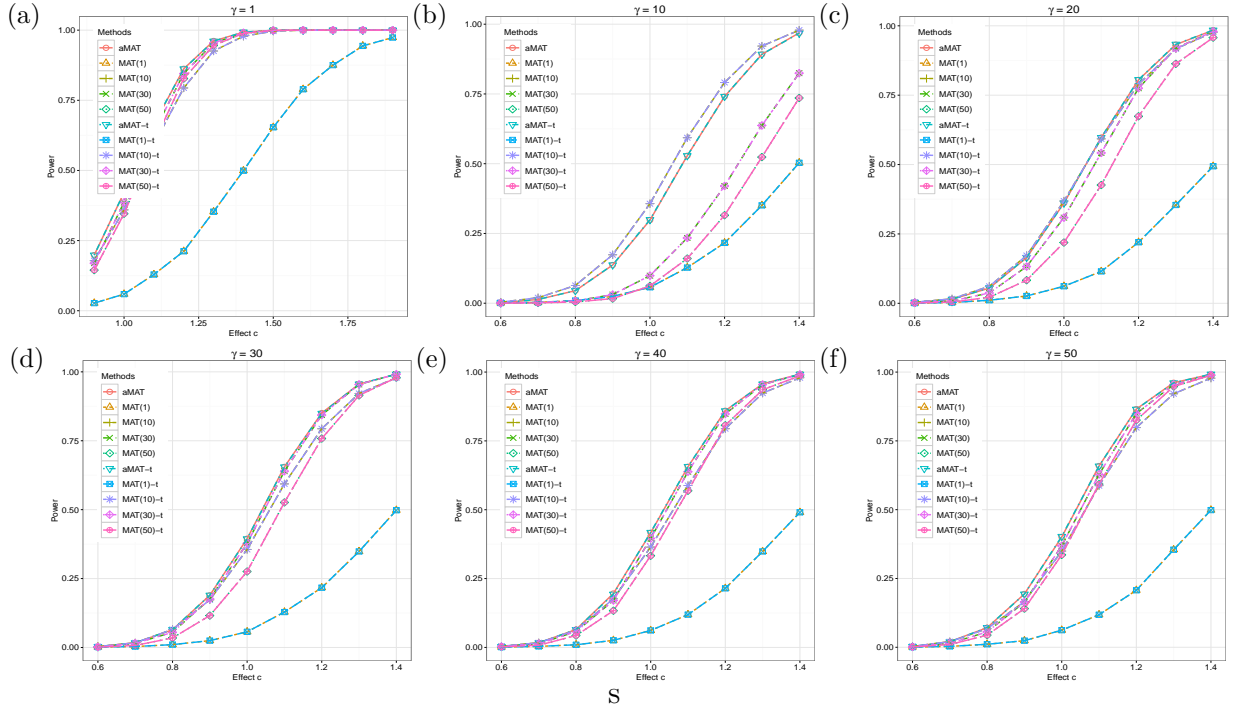 (a)
γ = 1
Power
1.00
0.75
0.50
0.25
0.00
Methods
aMAT
MAT(1)
MAT(10)
MAT(30)
MAT(50)
aMAT−t
MAT(1)−t
MAT(10)−t
MAT(30)−t
MAT(50)−t
1.00 1.25 1.50 1.75
Effect c
(b)
γ = 10
Power
1.00
0.75
0.50
0.25
0.00
Methods
aMAT
MAT(1)
MAT(10)
MAT(30)
MAT(50)
aMAT−t
MAT(1)−t
MAT(10)−t
MAT(30)−t
MAT(50)−t
0.6 0.8 1.0 1.2 1.4
Effect c
(c)
γ = 20
Power
1.00
0.75
0.50
0.25
0.00
Methods
aMAT
MAT(1)
MAT(10)
MAT(30)
MAT(50)
aMAT−t
MAT(1)−t
MAT(10)−t
MAT(30)−t
MAT(50)−t
0.6 0.8 1.0 1.2 1.4
Effect c
(d)
γ = 30
Power
1.00
0.75
0.50
0.25
0.00
Methods
aMAT
MAT(1)
MAT(10)
MAT(30)
MAT(50)
aMAT−t
MAT(1)−t
MAT(10)−t
MAT(30)−t
MAT(50)−t
0.6 0.8 1.0 1.2 1.4
Effect c
(e)
γ = 40
Power
1.00
0.75
0.50
0.25
0.00
Methods
aMAT
MAT(1)
MAT(10)
MAT(30)
MAT(50)
aMAT−t
MAT(1)−t
MAT(10)−t
MAT(30)−t
MAT(50)−t
0.6 0.8 1.0 1.2 1.4
Effect c
(f)
γ = 50
Power
1.00
0.75
0.50
0.25
0.00
Methods
aMAT
MAT(1)
MAT(10)
MAT(30)
MAT(50)
aMAT−t
MAT(1)−t
MAT(10)−t
MAT(30)−t
MAT(50)−t
0.6 0.8 1.0 1.2 1.4
Effect c
s